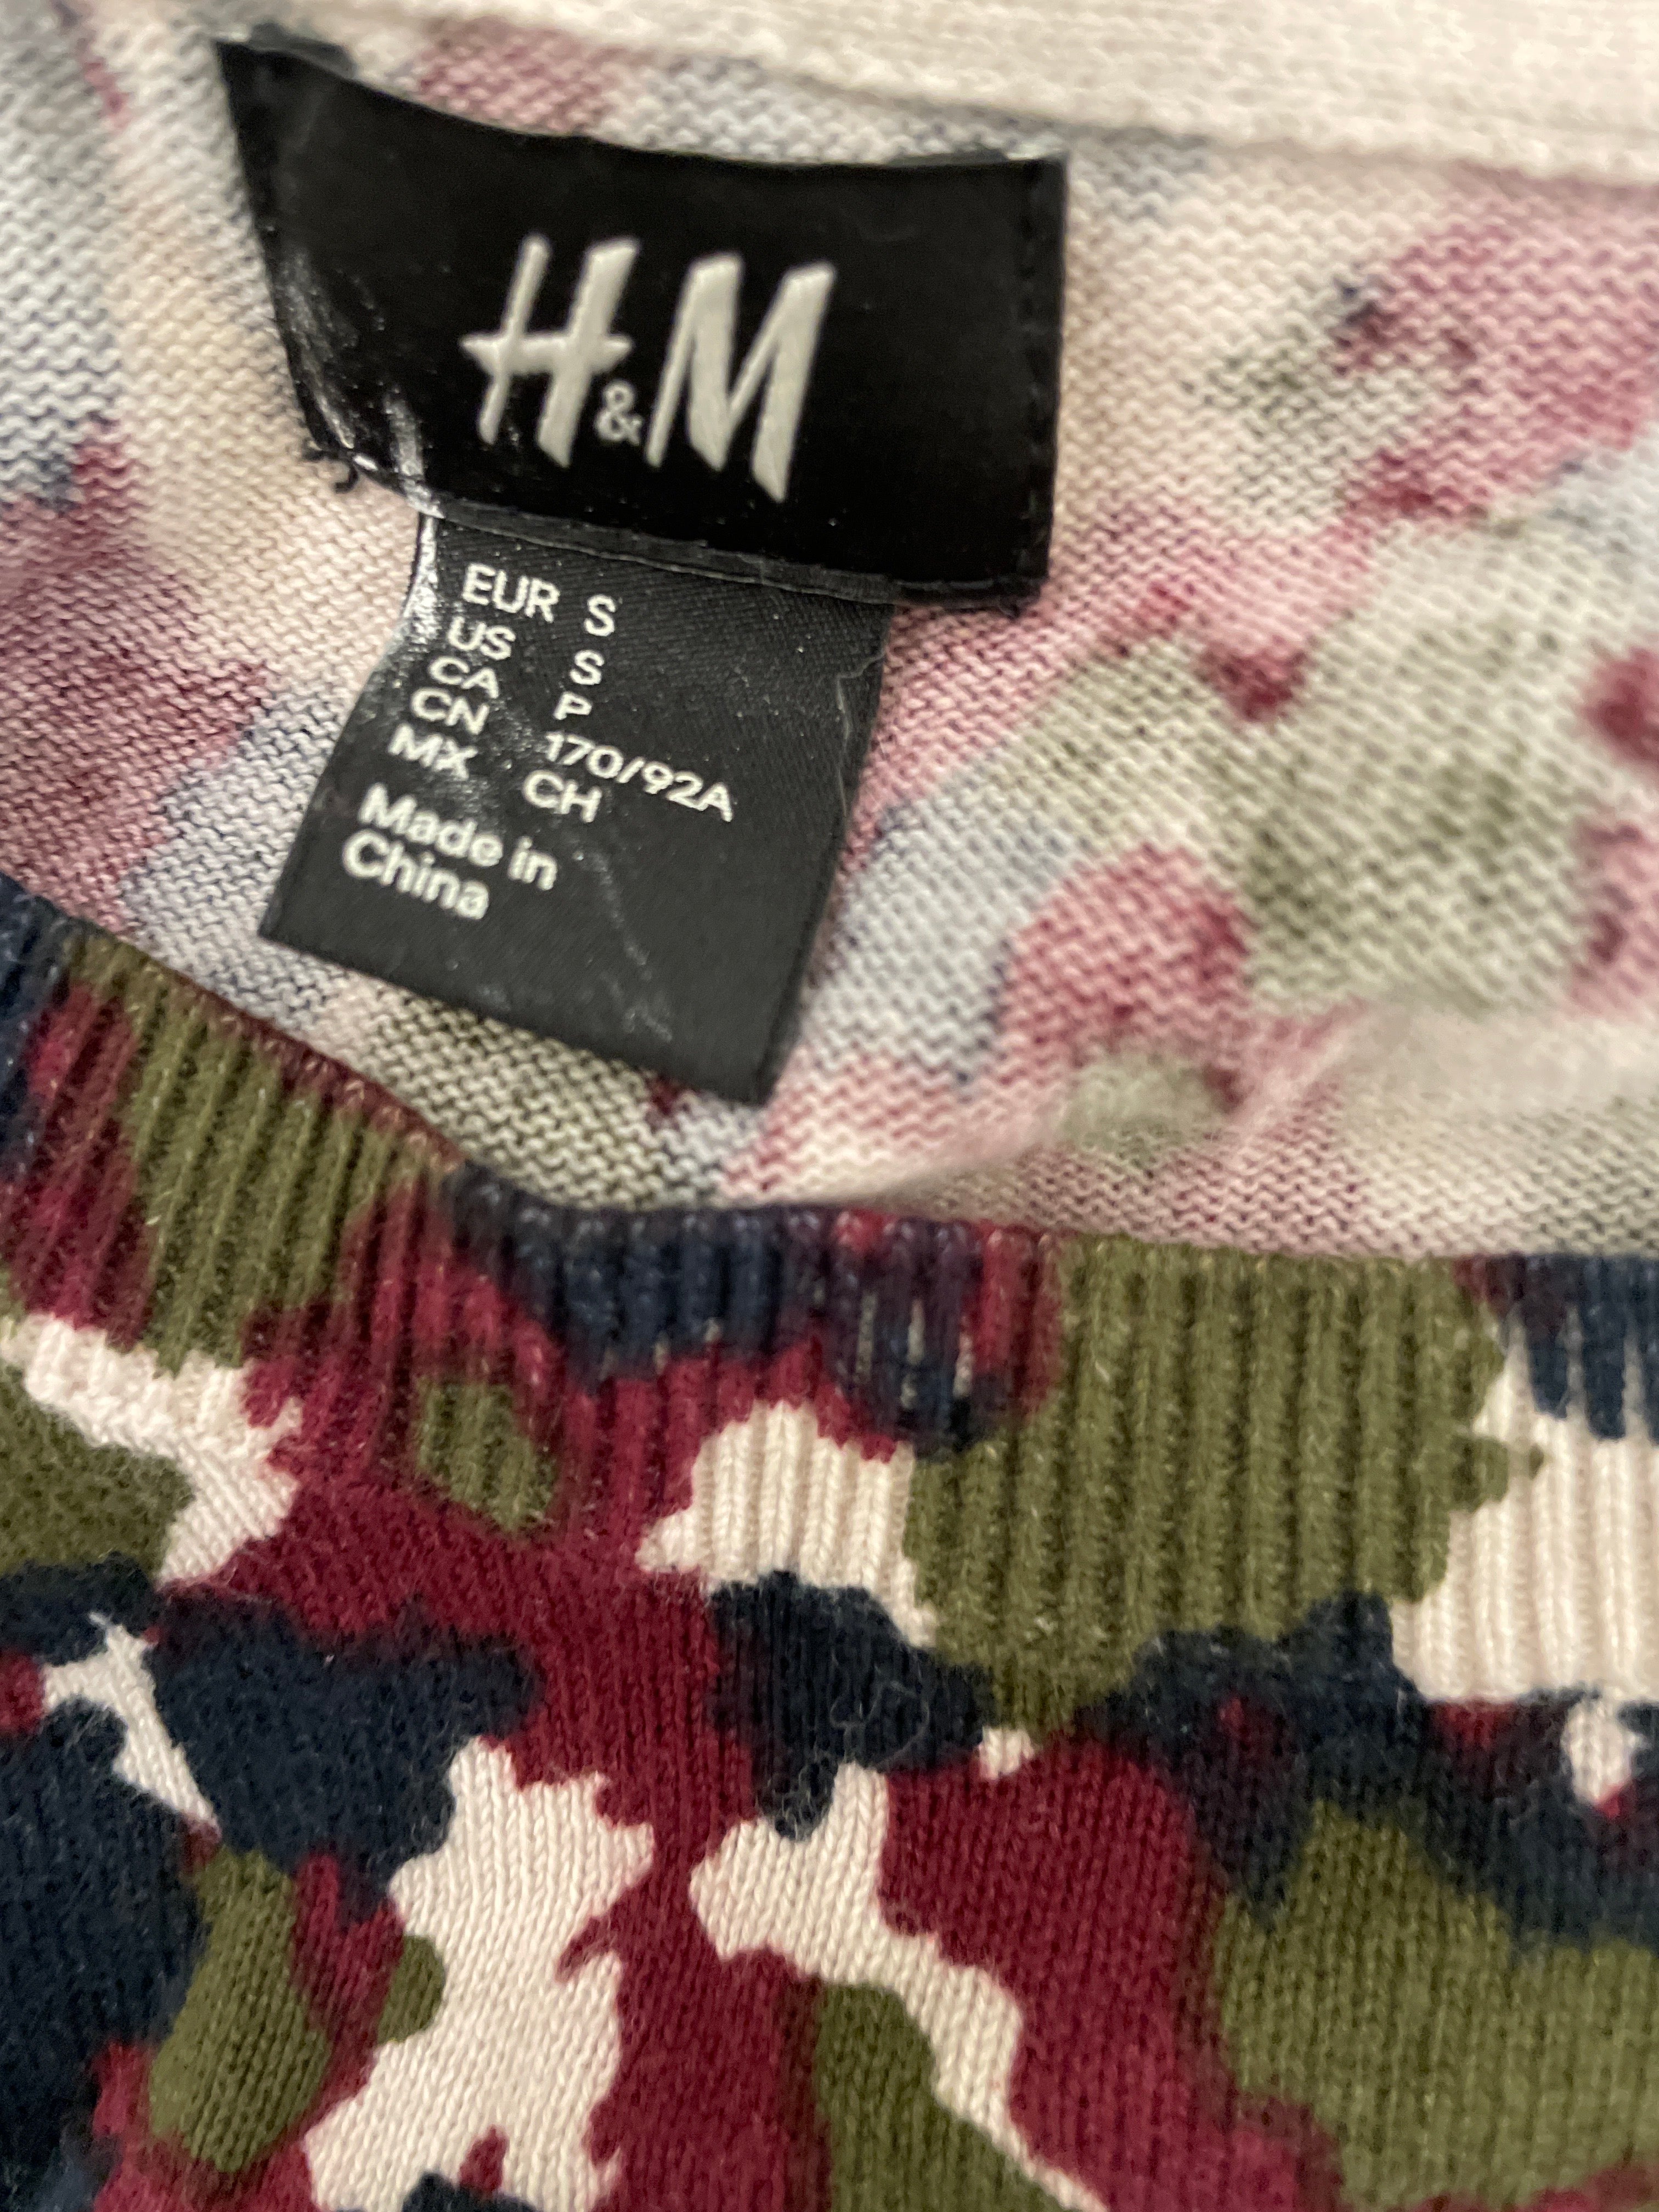 H&M
EUR S
US S
CA P
CN 170/92A
MX CH
Made in
China